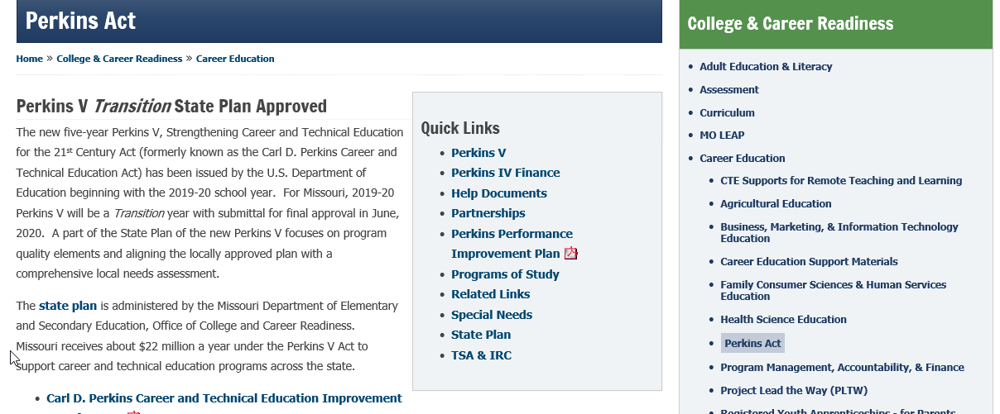 Perkins Act
Home » College & Career Readiness » Career Education
Perkins V Transition State Plan Approved
The new five-year Perkins V, Strengthening Career and Technical Education
for the 21st Century Act (formerly known as the Carl D. Perkins Career and
Technical Education Act) has been issued by the U.S. Department of
Education beginning with the 2019-20 school year.  For Missouri, 2019-20
Perkins V will be a Transition year with submittal for final approval in June,
2020.  A part of the State Plan of the new Perkins V focuses on program
quality elements and aligning the locally approved plan with a
comprehensive local needs assessment.
The state plan is administered by the Missouri Department of Elementary
and Secondary Education, Office of College and Career Readiness.
Missouri receives about $22 million a year under the Perkins V Act to
support career and technical education programs across the state.
• Carl D. Perkins Career and Technical Education Improvement
Quick Links
• Perkins V
• Perkins IV Finance
• Help Documents
• Partnerships
• Perkins Performance
Improvement Plan
• Programs of Study
• Related Links
• Special Needs
• State Plan
• TSA & IRC
College & Career Readiness
• Adult Education & Literacy
• Assessment
• Curriculum
• MO LEAP
• Career Education
• CTE Supports for Remote Teaching and Learning
• Agricultural Education
• Business, Marketing, & Information Technology
Education
• Career Education Support Materials
• Family Consumer Sciences & Human Services
Education
• Health Science Education
• Perkins Act
• Program Management, Accountability, & Finance
• Project Lead the Way (PLTW)
• Registered Youth Apprenticeships - for Parents